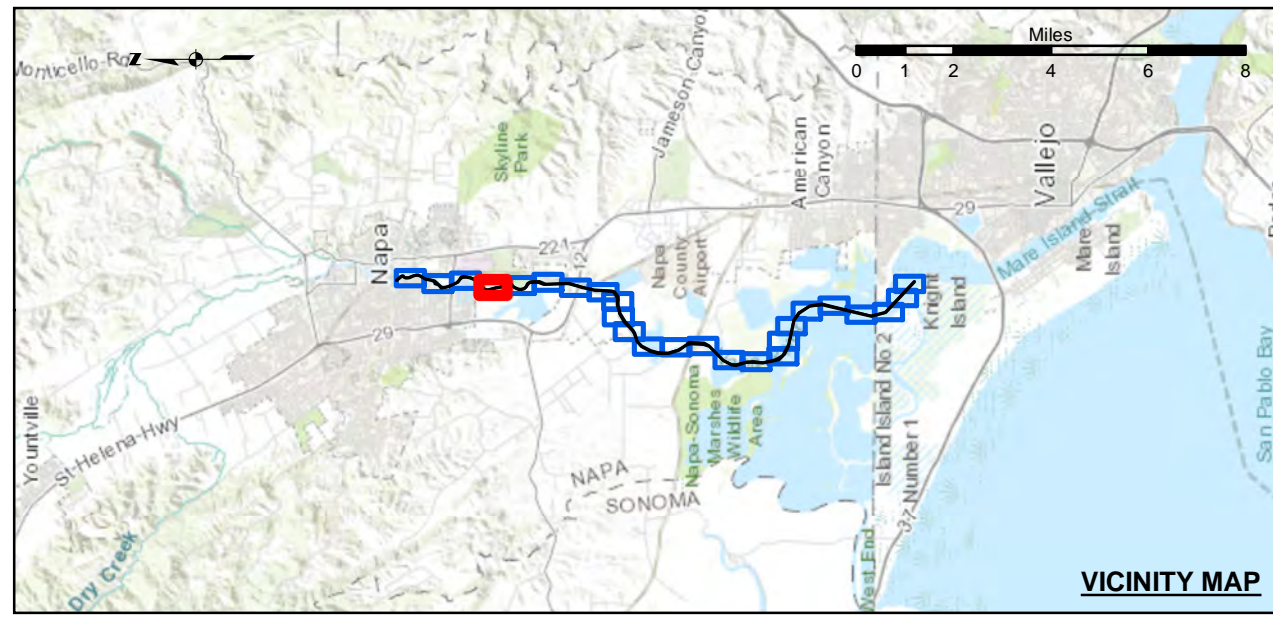 Monticello-Rd
Z
Miles
0 1 2 4 6 8
Skyline
Park
Jameson Canyo
American
Canyon
Vallejo
29
Mare Island-Strait
Mare
Island
Napa
221
12
Napa
County
Airport
Knight
Island
29
Yountville
St-Helena-Hwy
Napa-Sonoma
Marshes
Wildlife
Area
Island Island No 2
37 Number 1
San Pablo Bay
NAPA
SONOMA
West End
Dry Creek
VICINITY MAP